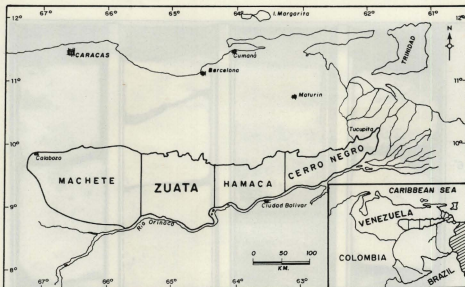 67° 66° 65° 64° 63° 62° 61°
12° 12°
I. Margarita
N
TRINIDAD
CARACAS
Cumaná
Barcelona
11° 11°
Maturín
Tucupita
10° 10°
Calabozo
MACHETE
ZUATA
HAMACA
CERRO NEGRO
9°
Río Orinoco
Ciudad Bolívar
CARIBBEAN SEA
VENEZUELA
COLOMBIA
BRAZIL
0 50 100
KM.
8°
67° 66° 65° 64° 63°